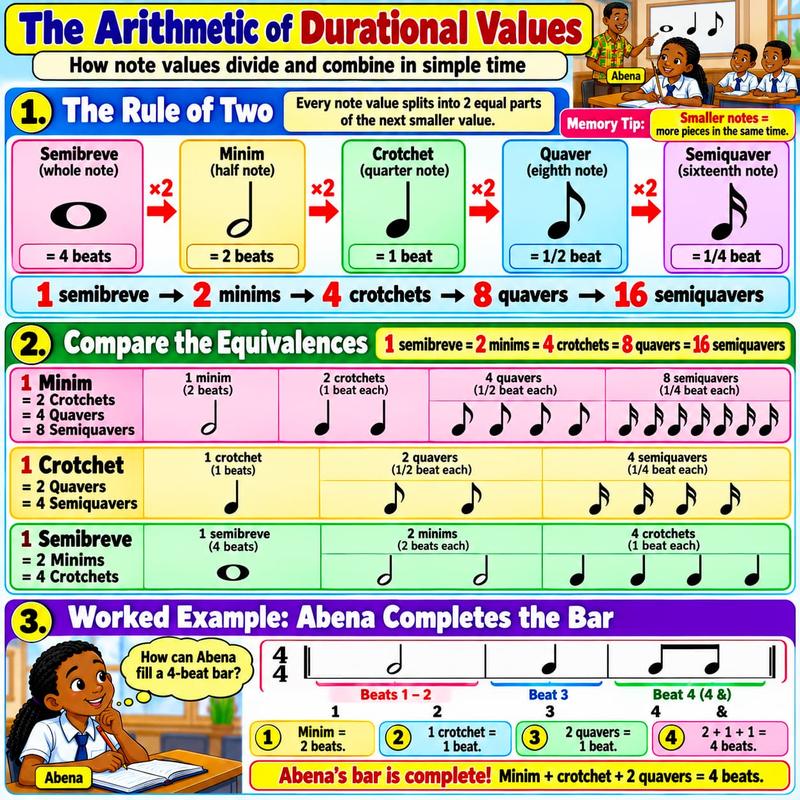 The Arithmetic of Durational Values
How note values divide and combine in simple time
Abena
1. The Rule of Two
Every note value splits into 2 equal parts
of the next smaller value.
Memory Tip:
Smaller notes =
more pieces in the same time.
Semibreve
(whole note)
= 4 beats
×2
Minim
(half note)
= 2 beats
×2
Crotchet
(quarter note)
= 1 beat
×2
Quaver
(eighth note)
= 1/2 beat
×2
Semiquaver
(sixteenth note)
= 1/4 beat
1 semibreve → 2 minims → 4 crotchets → 8 quavers → 16 semiquavers
2. Compare the Equivalences
1 semibreve = 2 minims = 4 crotchets = 8 quavers = 16 semiquavers
1 Minim
= 2 Crotchets
= 4 Quavers
= 8 Semiquavers
1 minim
(2 beats)
2 crotchets
(1 beat each)
4 quavers
(1/2 beat each)
8 semiquavers
(1/4 beat each)
1 Crotchet
= 2 Quavers
= 4 Semiquavers
1 crotchet
(1 beats)
2 quavers
(1/2 beat each)
4 semiquavers
(1/4 beat each)
1 Semibreve
= 2 Minims
= 4 Crotchets
1 semibreve
(4 beats)
2 minims
(2 beats each)
4 crotchets
(1 beat each)
3. Worked Example: Abena Completes the Bar
How can Abena
fill a 4-beat bar?
Abena
4
4
Beats 1 – 2
Beat 3
Beat 4 (4 &)
1 2 3 4 &
1 Minim =
2 beats.
2 1 crotchet =
1 beat.
3 2 quavers =
1 beat.
4 2 + 1 + 1 =
4 beats.
Abena's bar is complete! Minim + crotchet + 2 quavers = 4 beats.